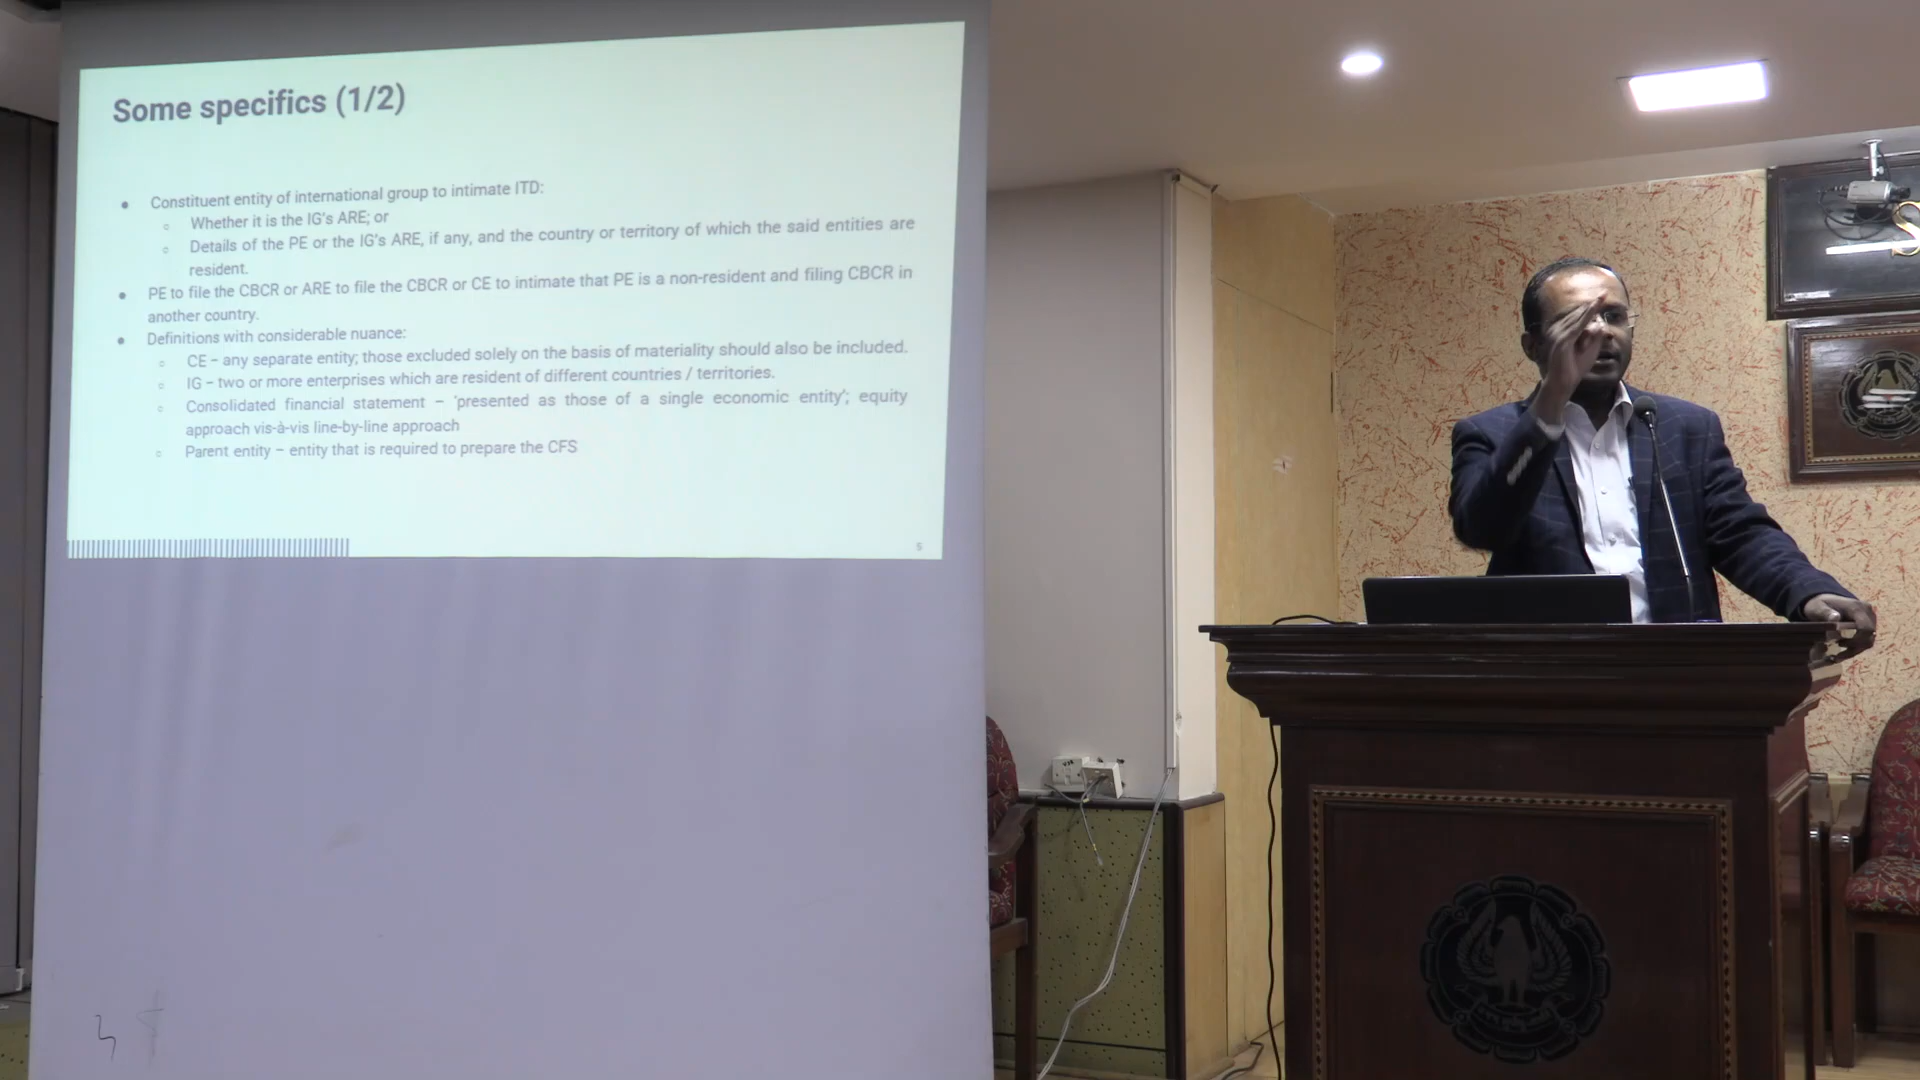 Some specifics (1/2)
● Constituent entity of international group to intimate ITD:
○ Whether it is the IG's ARE; or
○ Details of the PE or the IG's ARE, if any, and the country or territory of which the said entities are
resident.
● PE to file the CBCR or ARE to file the CBCR or CE to intimate that PE is a non-resident and filing CBCR in
another country.
● Definitions with considerable nuance:
○ CE – any separate entity; those excluded solely on the basis of materiality should also be included.
○ IG – two or more enterprises which are resident of different countries / territories.
○ Consolidated financial statement – 'presented as those of a single economic entity'; equity
approach vis-à-vis line-by-line approach
○ Parent entity – entity that is required to prepare the CFS
5